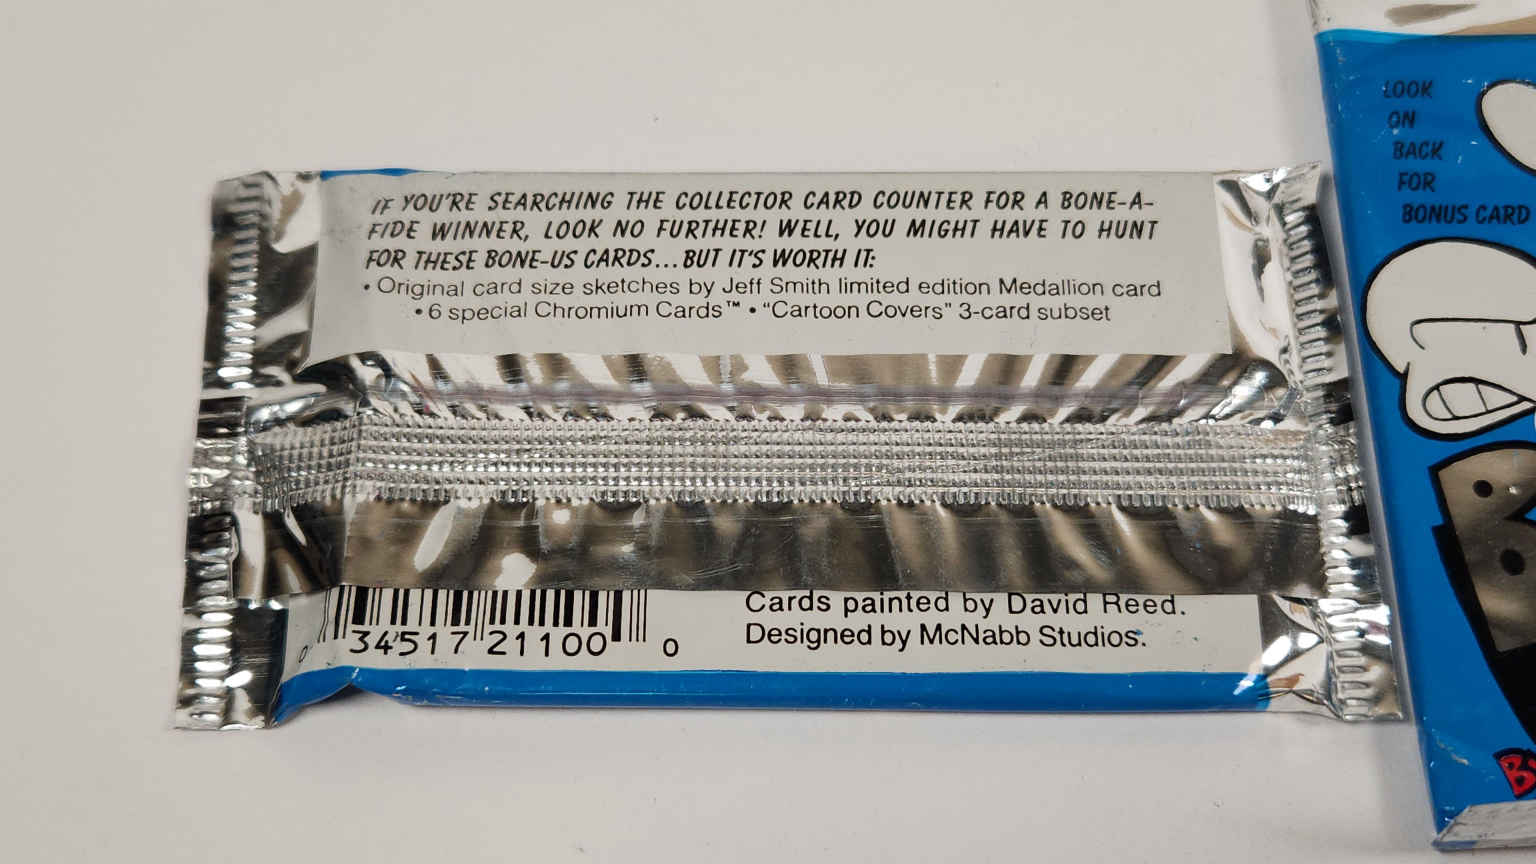 IF YOU'RE SEARCHING THE COLLECTOR CARD COUNTER FOR A BONE-A-
FIDE WINNER, LOOK NO FURTHER! WELL, YOU MIGHT HAVE TO HUNT
FOR THESE BONE-US CARDS...BUT IT'S WORTH IT:
• Original card size sketches by Jeff Smith limited edition Medallion card
• 6 special Chromium Cards™ • "Cartoon Covers" 3-card subset
0 34517 21100 0
Cards painted by David Reed.
Designed by McNabb Studios.
LOOK
ON
BACK
FOR
BONUS CARD